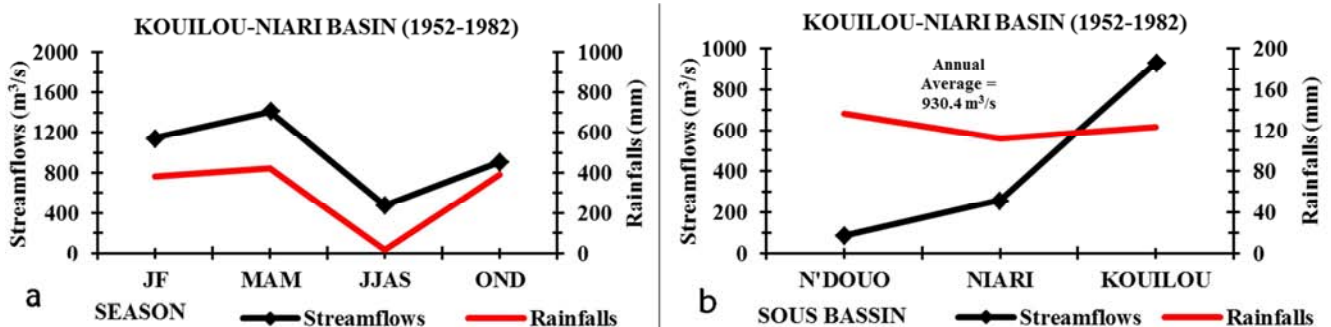 KOUILOU-NIARI BASIN (1952-1982)
Streamflows (m³/s)
2000
1600
1200
800
400
0
1000
800
600
400
200
0
Rainfalls (mm)
JF MAM JJAS OND
a
SEASON
Streamflows Rainfalls
KOUILOU-NIARI BASIN (1952-1982)
Streamflows (m³/s)
1000
800
600
400
200
0
Annual
Average =
930.4 m³/s
200
160
120
80
40
0
Rainfalls (mm)
N'DOUO NIARI KOUILOU
b
SOUS BASSIN
Streamflows Rainfalls